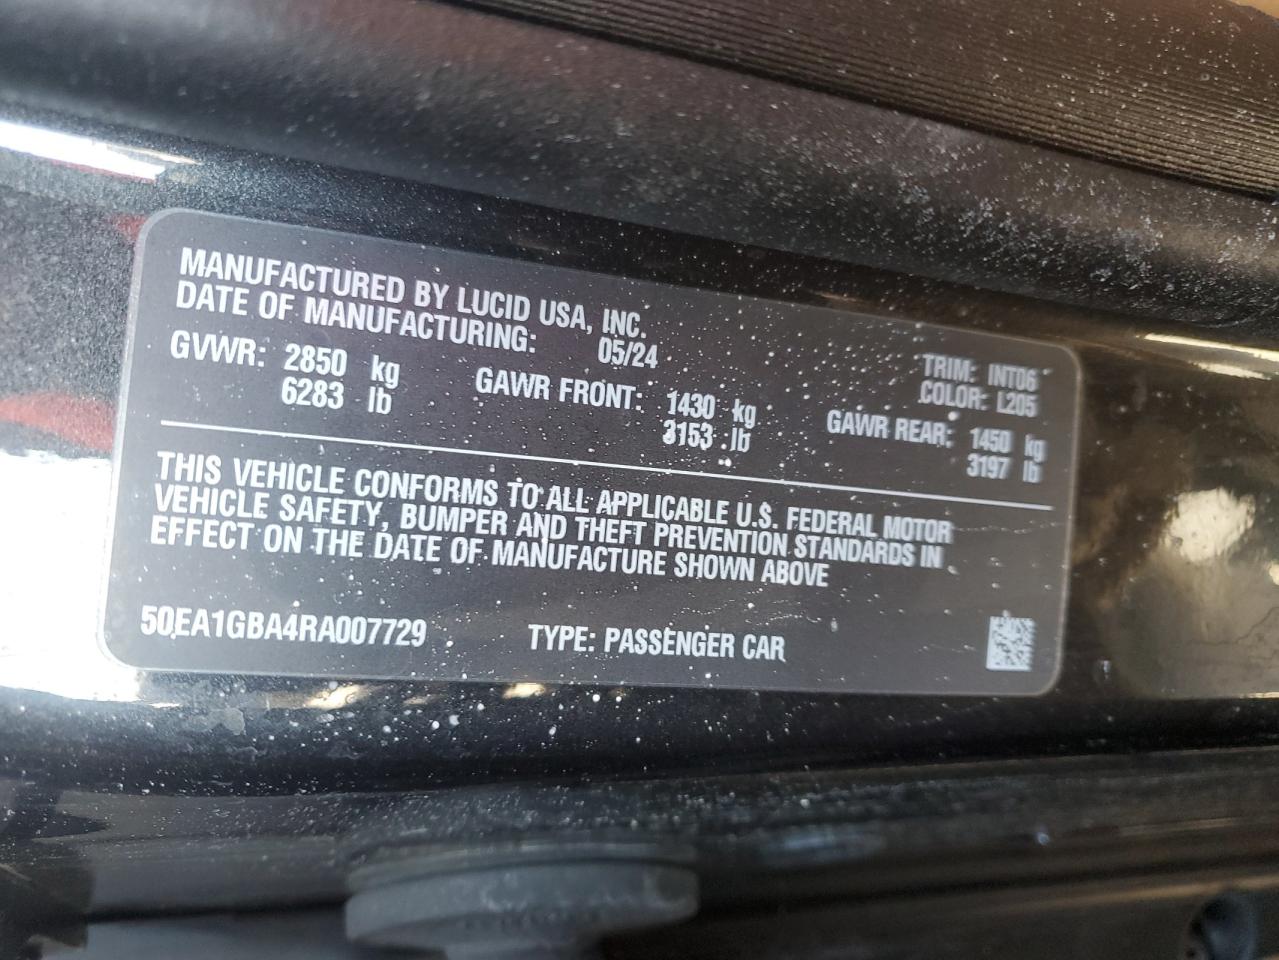 MANUFACTURED BY LUCID USA, INC.
DATE OF MANUFACTURING: 05/24
TRIM: INT06
COLOR: L205
GVWR: 2850 kg GAWR FRONT: 1430 kg GAWR REAR: 1450 kg
6283 lb 3153 lb 3197 lb
THIS VEHICLE CONFORMS TO ALL APPLICABLE U.S. FEDERAL MOTOR
VEHICLE SAFETY, BUMPER AND THEFT PREVENTION STANDARDS IN
EFFECT ON THE DATE OF MANUFACTURE SHOWN ABOVE
50EA1GBA4RA007729 TYPE: PASSENGER CAR